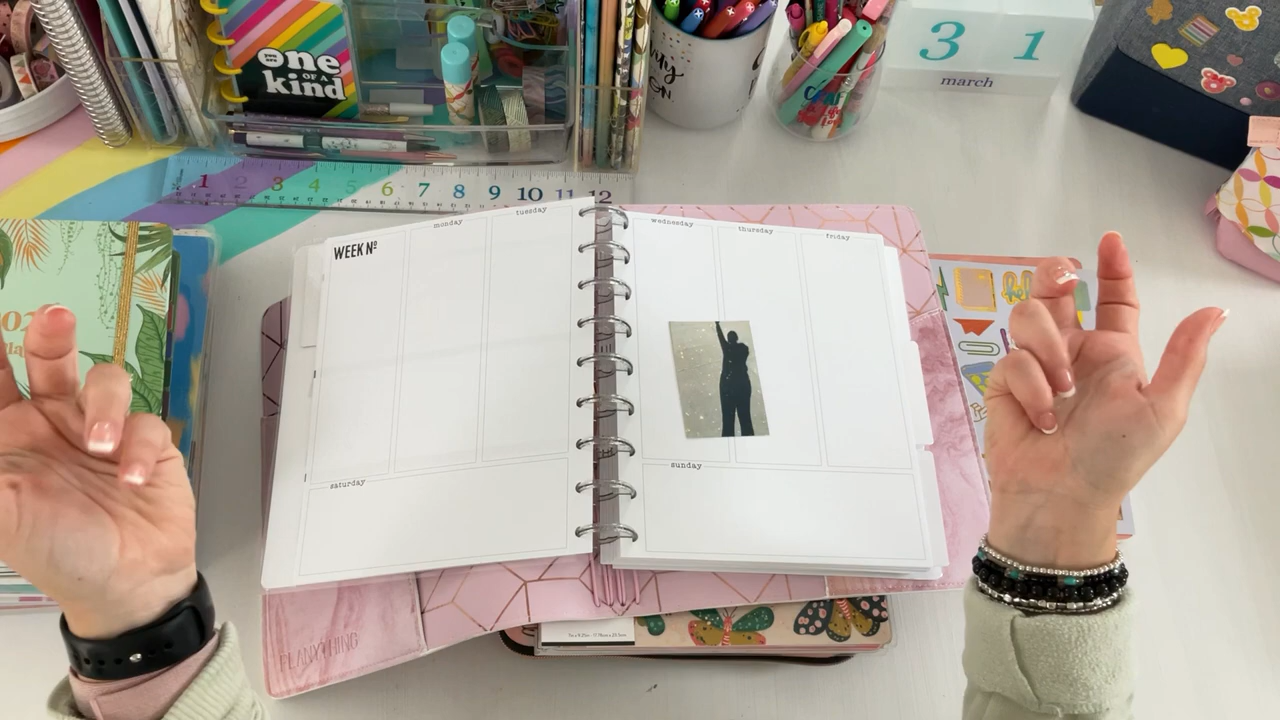 one
OF A
kind
3 1
march
1 2 3 4 5 6 7 8 9 10 11 12
monday
tuesday
wednesday
thursday
friday
WEEK Nº
saturday
sunday
PLANYTHING